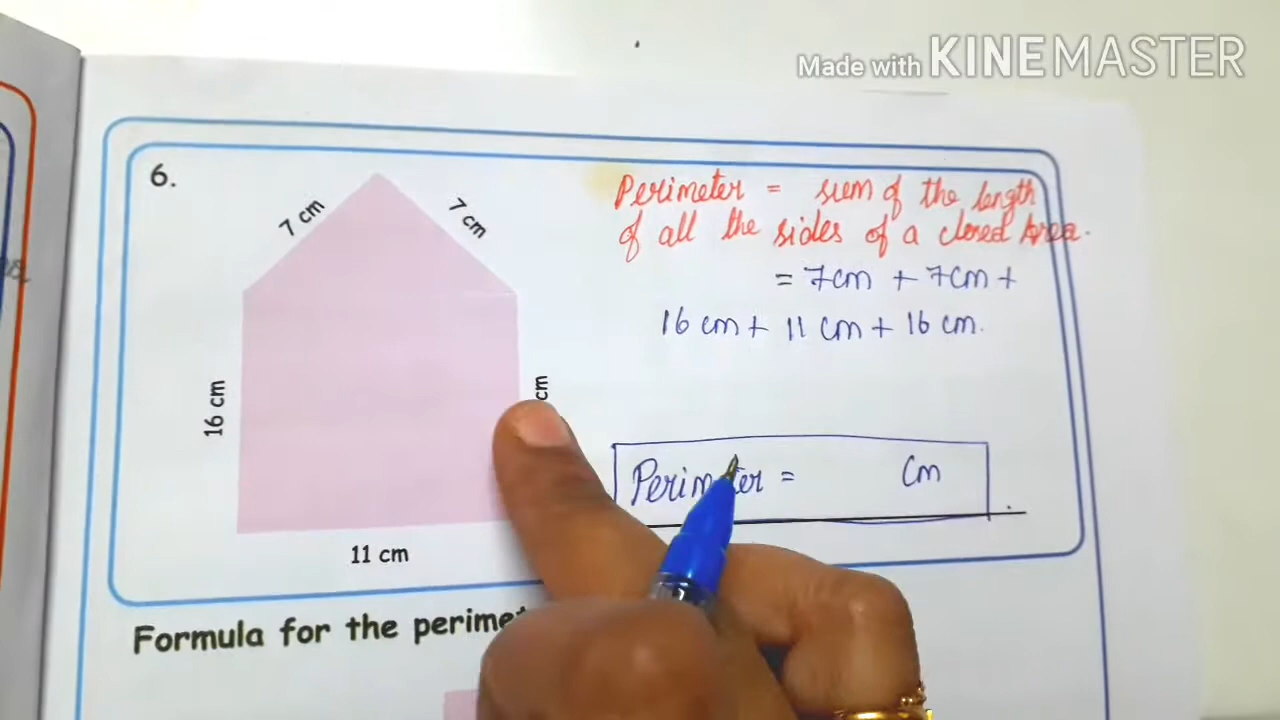 Made with KINEMASTER
6.
7 cm
7 cm
Perimeter = sum of the length
of all the sides of a closed Area.
= 7cm + 7cm +
16 cm + 11 cm + 16 cm.
16 cm
cm
Perimeter = Cm
11 cm
Formula for the